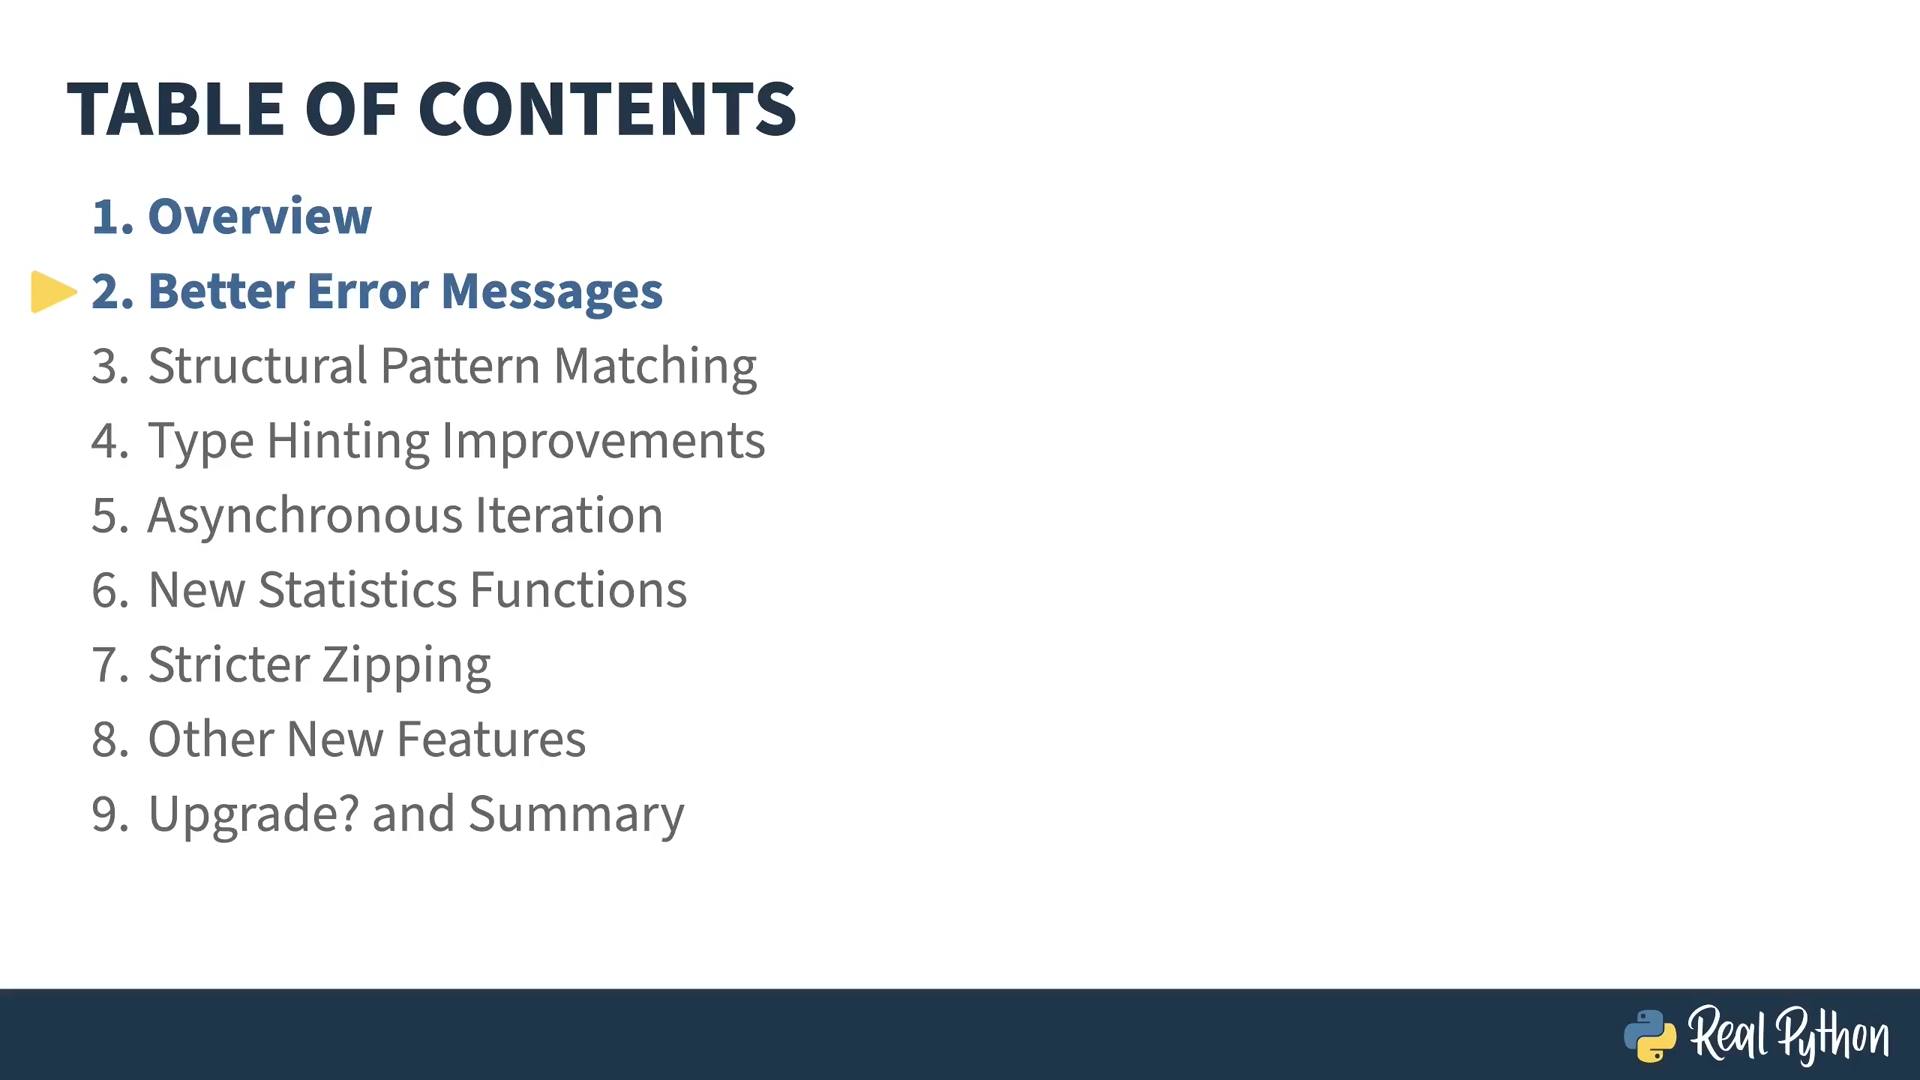 TABLE OF CONTENTS
1. Overview
2. Better Error Messages
3. Structural Pattern Matching
4. Type Hinting Improvements
5. Asynchronous Iteration
6. New Statistics Functions
7. Stricter Zipping
8. Other New Features
9. Upgrade? and Summary
Real Python